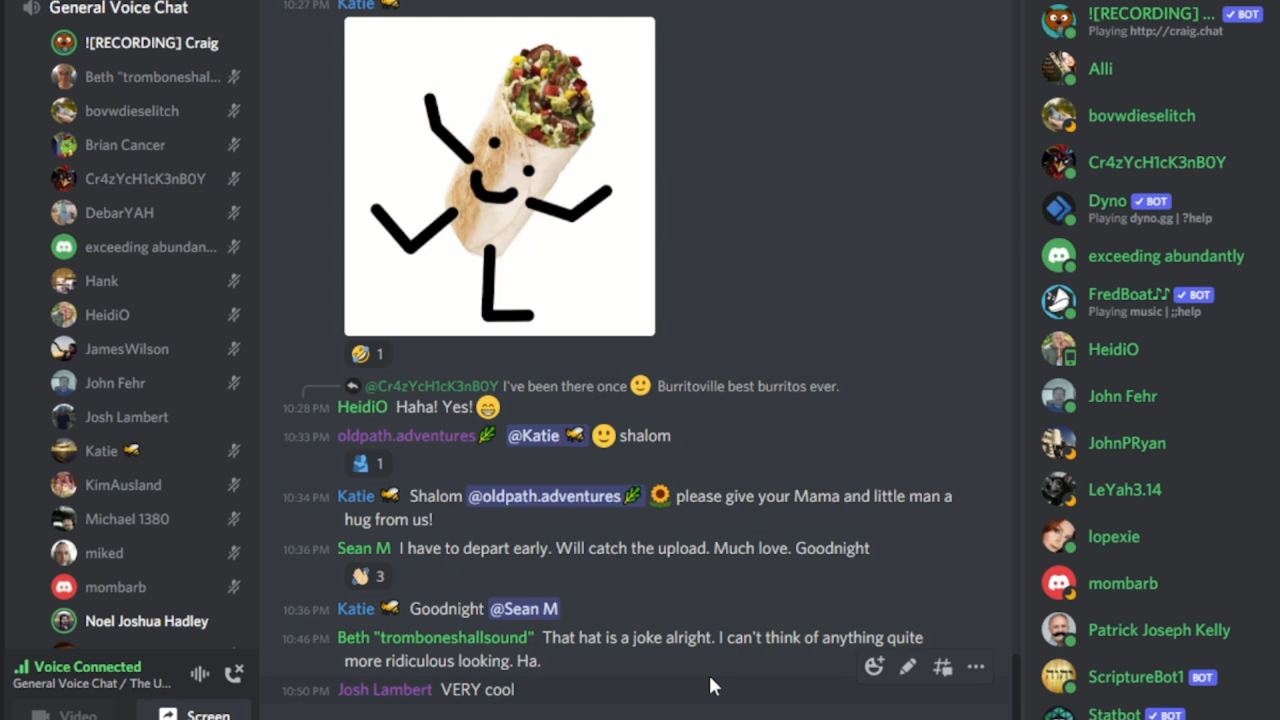 General Voice Chat
![RECORDING] Craig
Beth "tromboneshal...
bovwdieselitch
Brian Cancer
Cr4zYcH1cK3nB0Y
DebarYAH
exceeding abundan...
Hank
HeidiO
JamesWilson
John Fehr
Josh Lambert
Katie
KimAusland
Michael 1380
miked
mombarb
Noel Joshua Hadley
Voice Connected
General Voice Chat / The U...
Video
Screen
10:27 PM Katie
1
@Cr4zYcH1cK3nB0Y I've been there once Burritoville best burritos ever.
10:28 PM HeidiO Haha! Yes!
10:33 PM oldpath.adventures @Katie shalom
1
10:34 PM Katie Shalom @oldpath.adventures please give your Mama and little man a
hug from us!
10:36 PM Sean M I have to depart early. Will catch the upload. Much love. Goodnight
3
10:36 PM Katie Goodnight @Sean M
10:46 PM Beth "tromboneshallsound" That hat is a joke alright. I can't think of anything quite
more ridiculous looking. Ha.
10:50 PM Josh Lambert VERY cool
![RECORDING] ... BOT
Playing http://craig.chat
Alli
bovwdieselitch
Cr4zYcH1cK3nB0Y
Dyno BOT
Playing dyno.gg | ?help
exceeding abundantly
FredBoat♪♪ BOT
Playing music | ;;help
HeidiO
John Fehr
JohnPRyan
LeYah3.14
lopexie
mombarb
Patrick Joseph Kelly
יהוה
ScriptureBot1 BOT
Statbot BOT